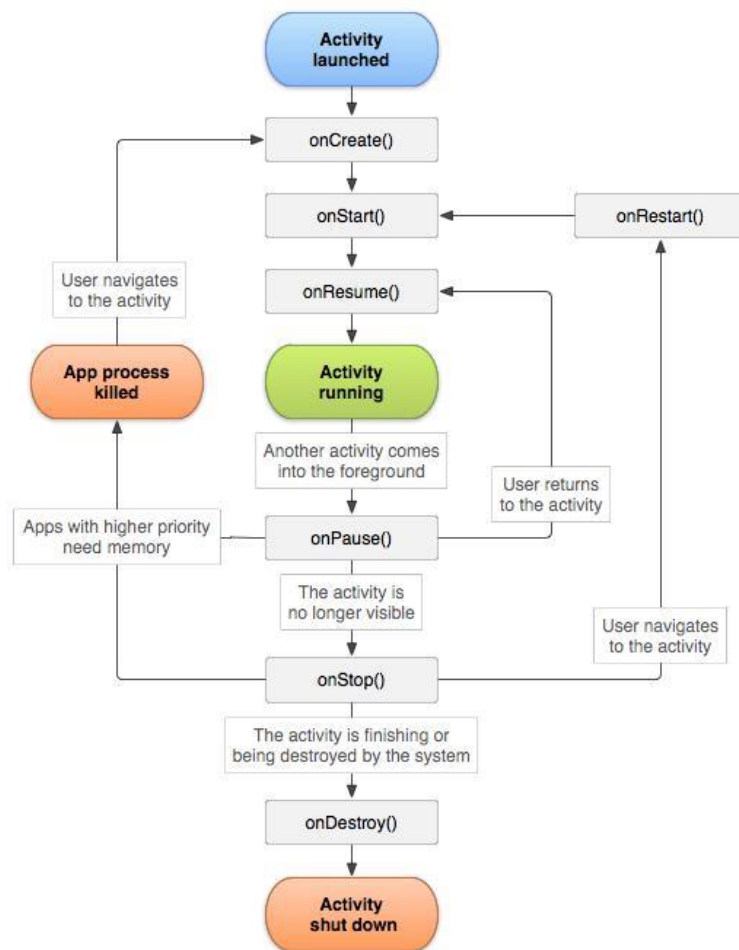 Activity
launched
onCreate()
onStart()
onRestart()
User navigates
to the activity
onResume()
App process
killed
Activity
running
Another activity comes
into the foreground
User returns
to the activity
Apps with higher priority
need memory
onPause()
The activity is
no longer visible
User navigates
to the activity
onStop()
The activity is finishing or
being destroyed by the system
onDestroy()
Activity
shut down